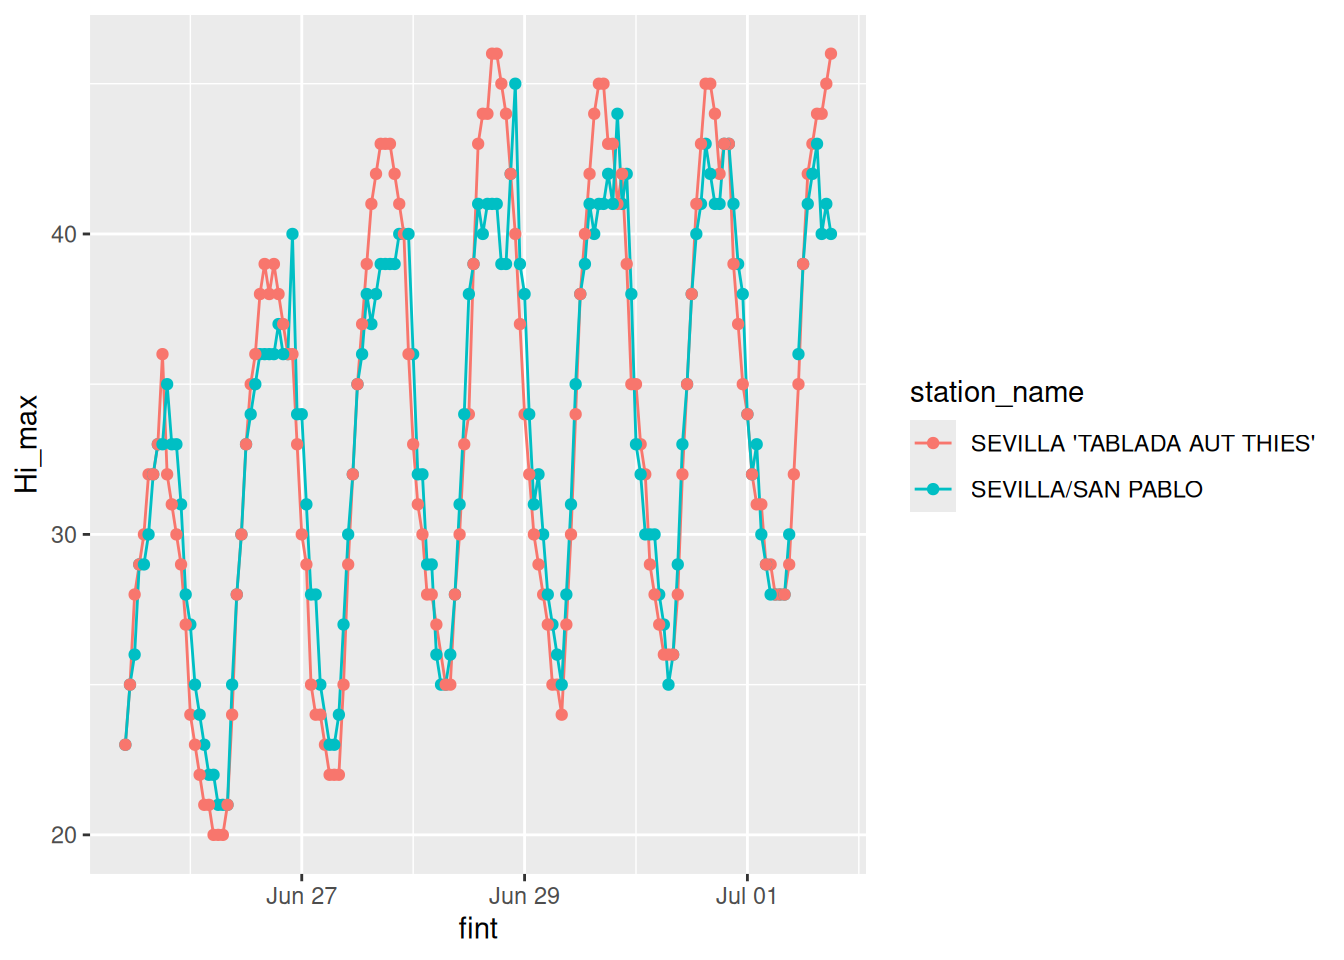 Hi_max
40
30
20
Jun 27
Jun 29
Jul 01
fint
station_name
SEVILLA 'TABLADA AUT THIES'
SEVILLA/SAN PABLO